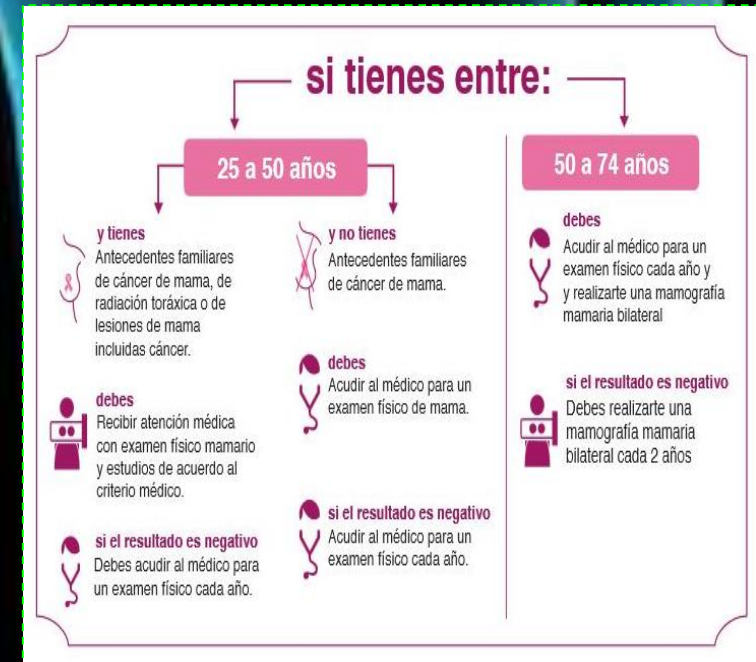 si tienes entre:
25 a 50 años
y tienes
Antecedentes familiares
de cáncer de mama, de
radiación toráxica o de
lesiones de mama
incluidas cáncer.
debes
Recibir atención médica
con examen físico mamario
y estudios de acuerdo al
criterio médico.
si el resultado es negativo
Debes acudir al médico para
un examen físico cada año.
y no tienes
Antecedentes familiares
de cáncer de mama.
debes
Acudir al médico para un
examen físico de mama.
si el resultado es negativo
Acudir al médico para un
examen físico cada año.
50 a 74 años
debes
Acudir al médico para un
examen físico cada año y
y realizarte una mamografía
mamaria bilateral
si el resultado es negativo
Debes realizarte una
mamografía mamaria
bilateral cada 2 años